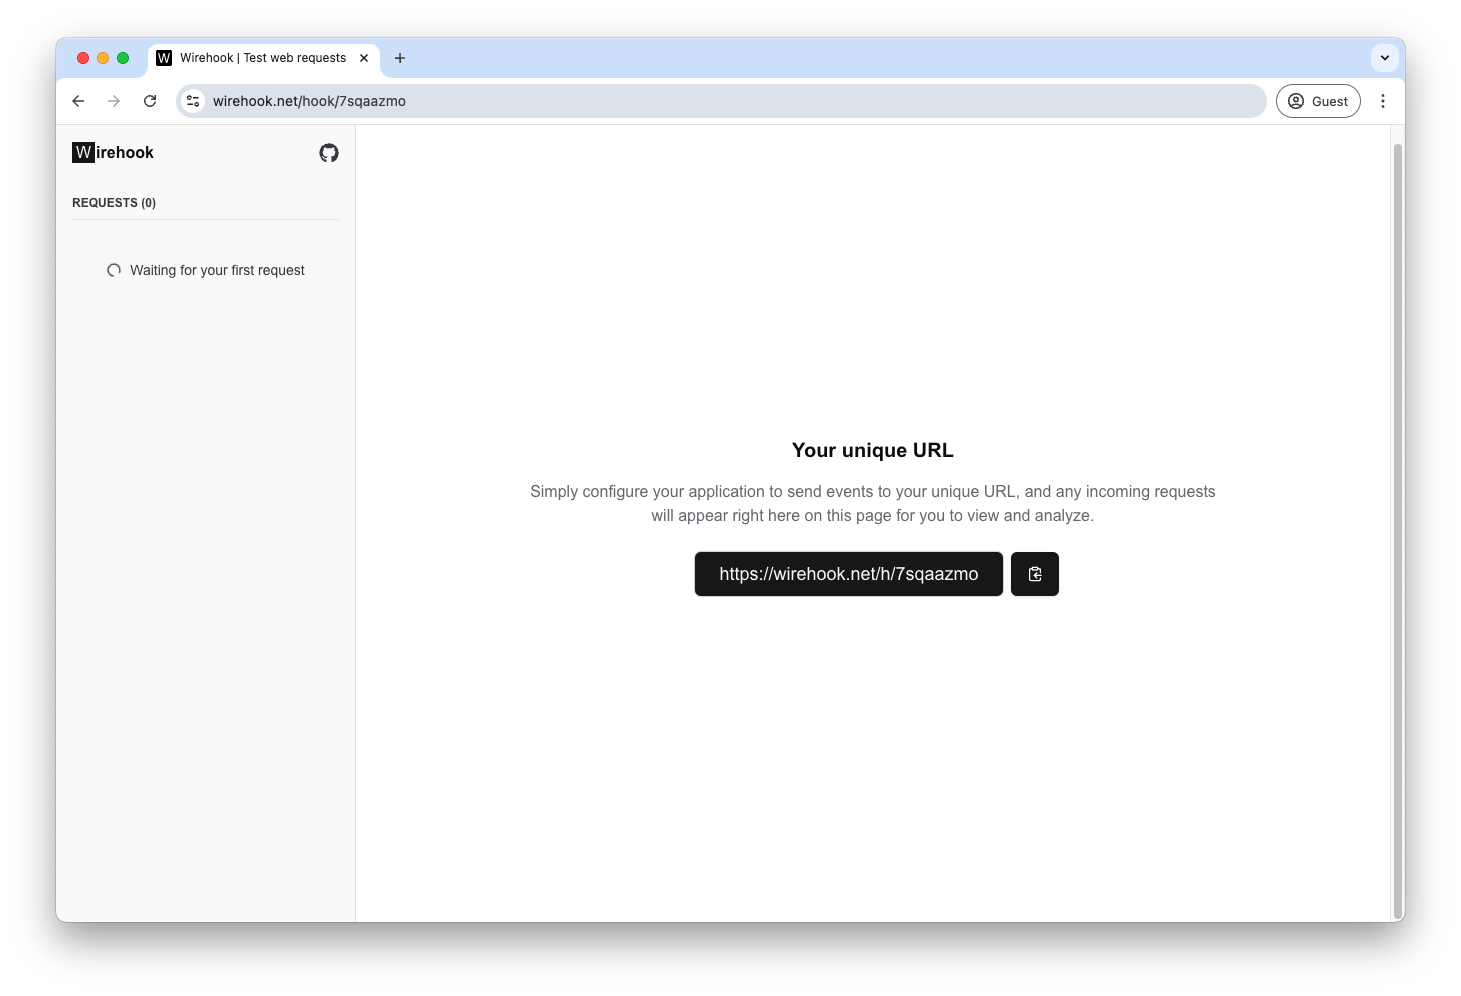 Wirehook | Test web requests
wirehook.net/hook/7sqaazmo
Guest
Wirehook
REQUESTS (0)
Waiting for your first request
Your unique URL
Simply configure your application to send events to your unique URL, and any incoming requests
will appear right here on this page for you to view and analyze.
https://wirehook.net/h/7sqaazmo